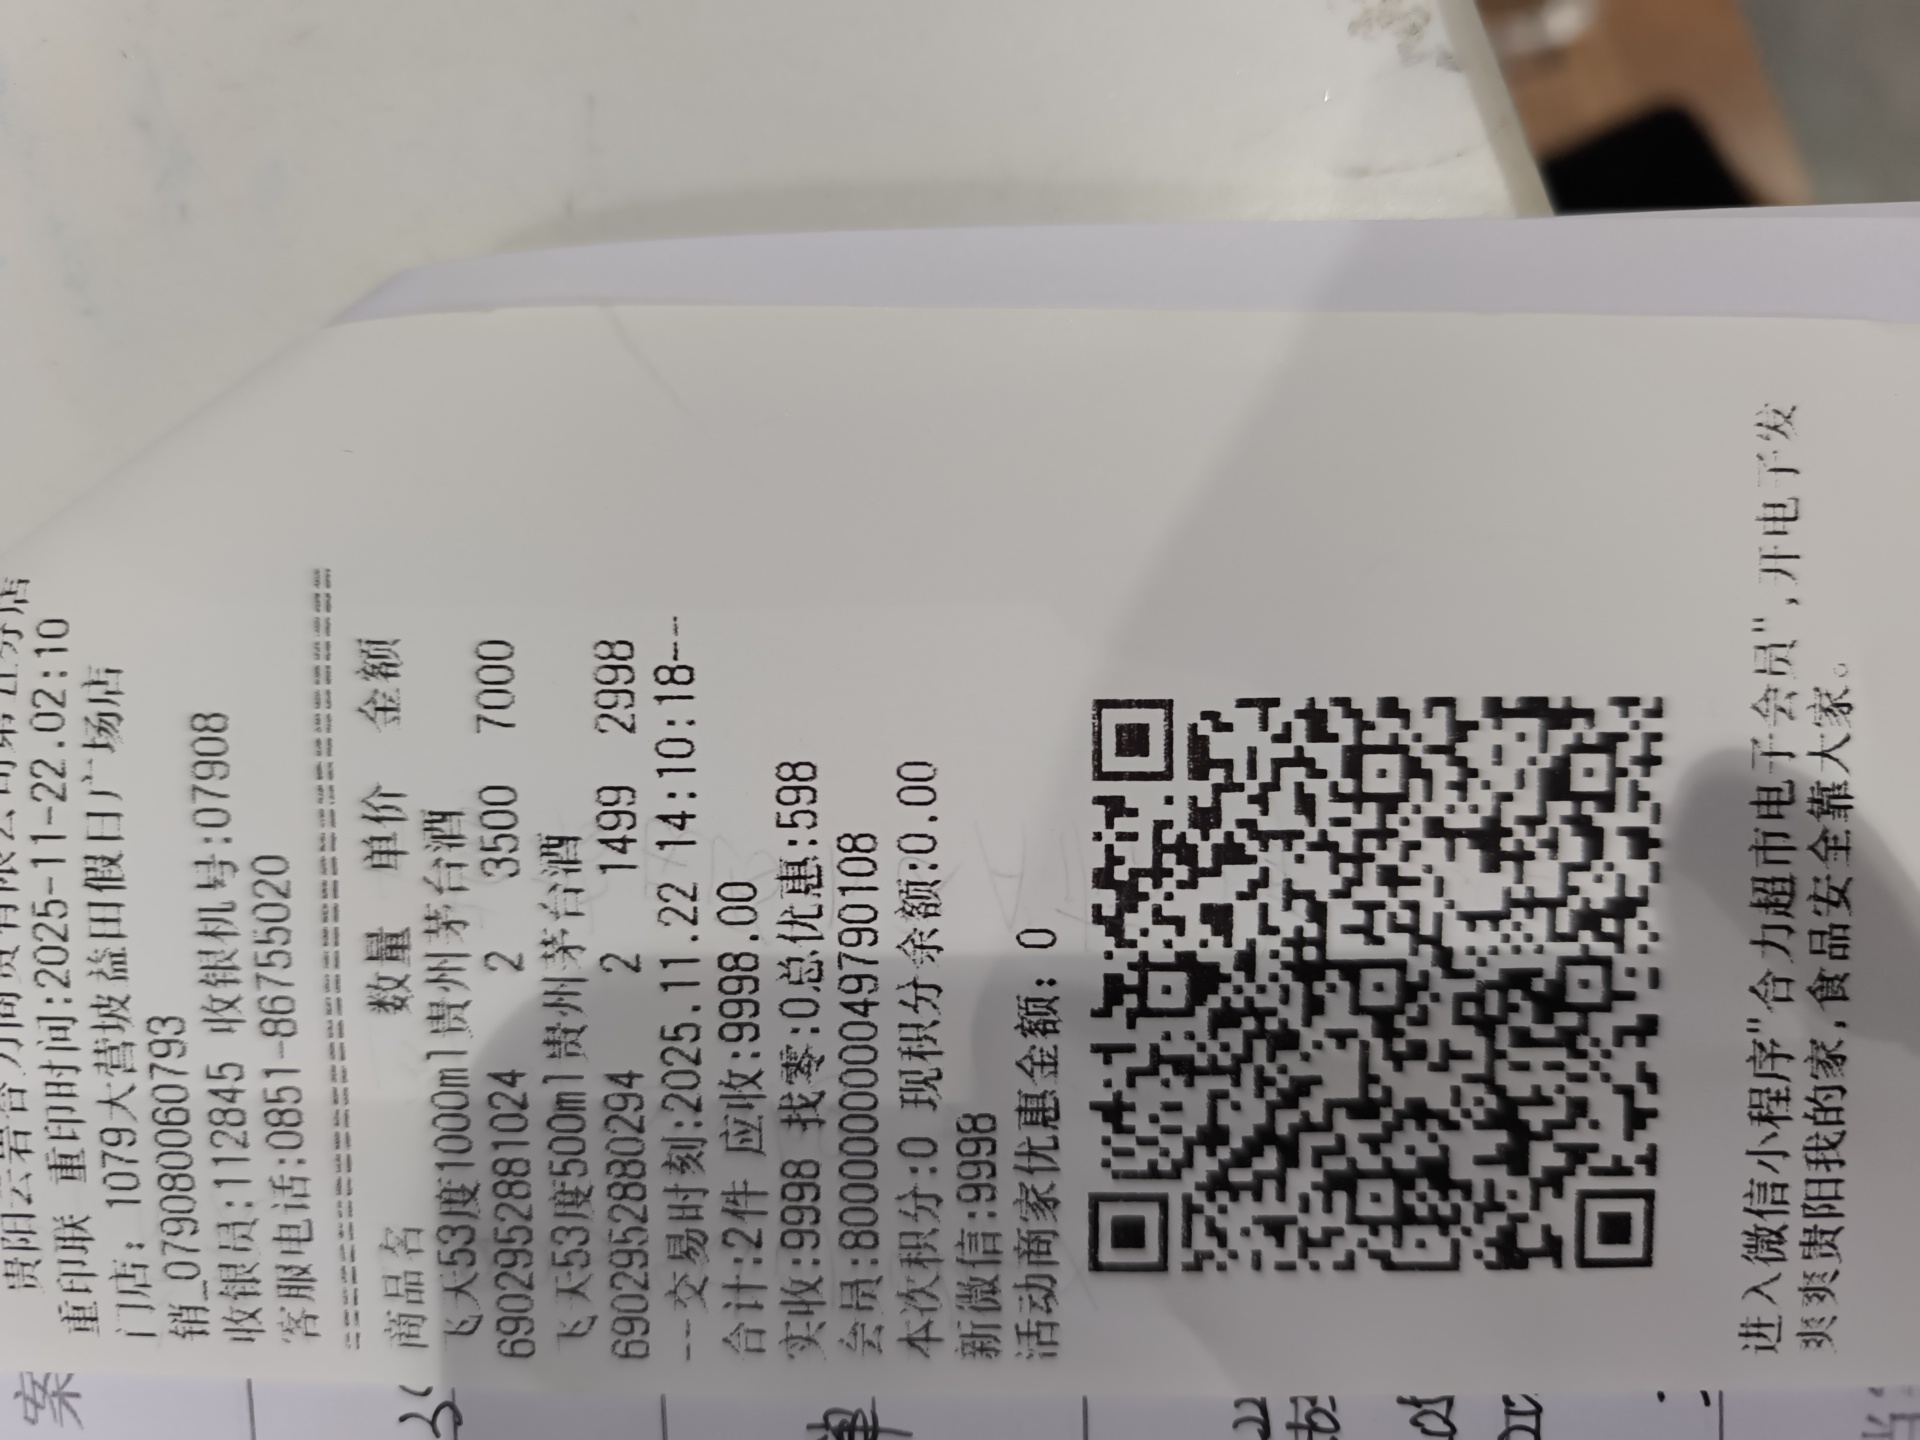 贵阳云岩合力商贸有限公司第五分店
重印联 重印时间:2025-11-22.02:10
门店: 1079大营坡益田假日广场店
销_0790800060793
收银员:112845 收银机号:07908
客服电话:0851-86755020
商品名 数量 单价 金额
飞天53度1000ml贵州茅台酒
6902952881024 2 3500 7000
飞天53度500ml贵州茅台酒
6902952880294 2 1499 2998
--交易时刻:2025.11.22 14:10:18---
合计:2件 应收:9998.00
实收:9998 找零:0总优惠:598
会员:8000000004979010​8
本次积分:0 现积分余额:0.00
新微信:9998
活动商家优惠金额: 0
进入微信小程序"合力超市电子会员",开电子发
爽爽贵阳我的家,食品安全靠大家。
案
单